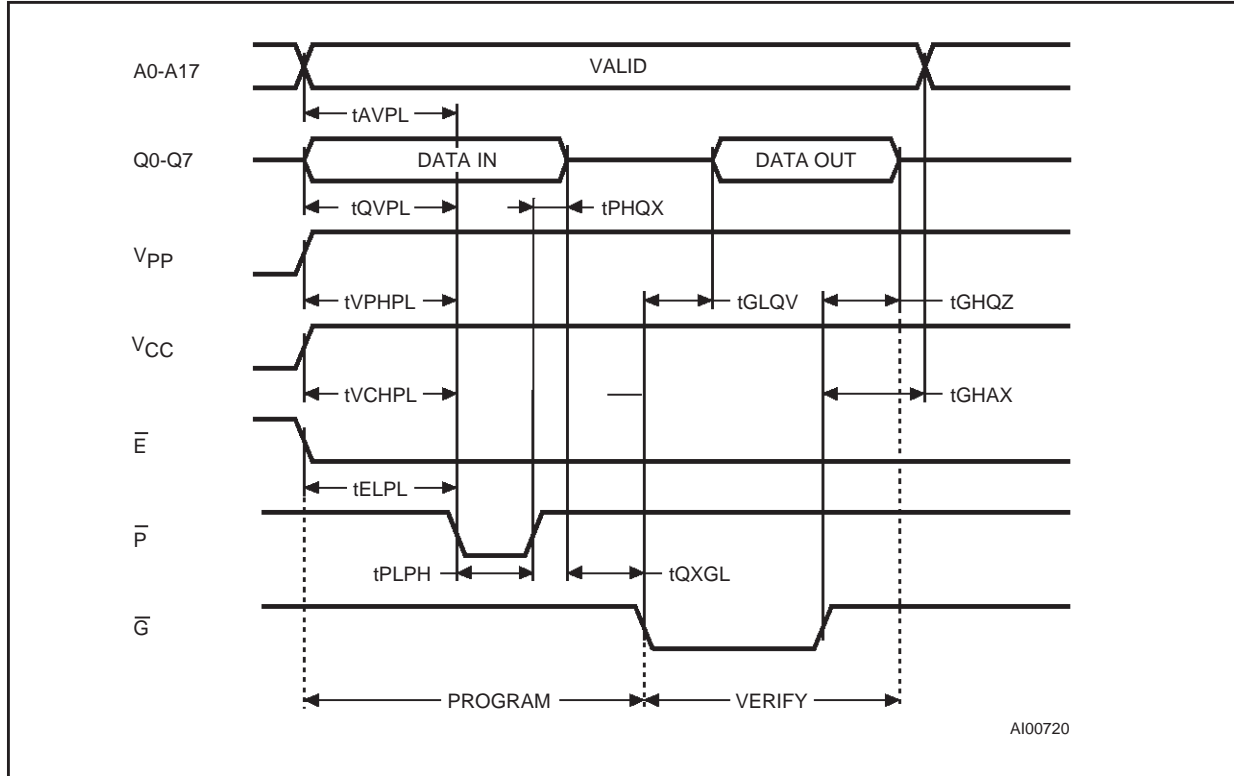 A0-A17
VALID
tAVPL
Q0-Q7
DATA IN
DATA OUT
tQVPL
tPHQX
VPP
tVPHPL
tGLQV
tGHQZ
VCC
tVCHPL
tGHAX
E̅
tELPL
P̅
tPLPH
tQXGL
G̅
PROGRAM
VERIFY
AI00720